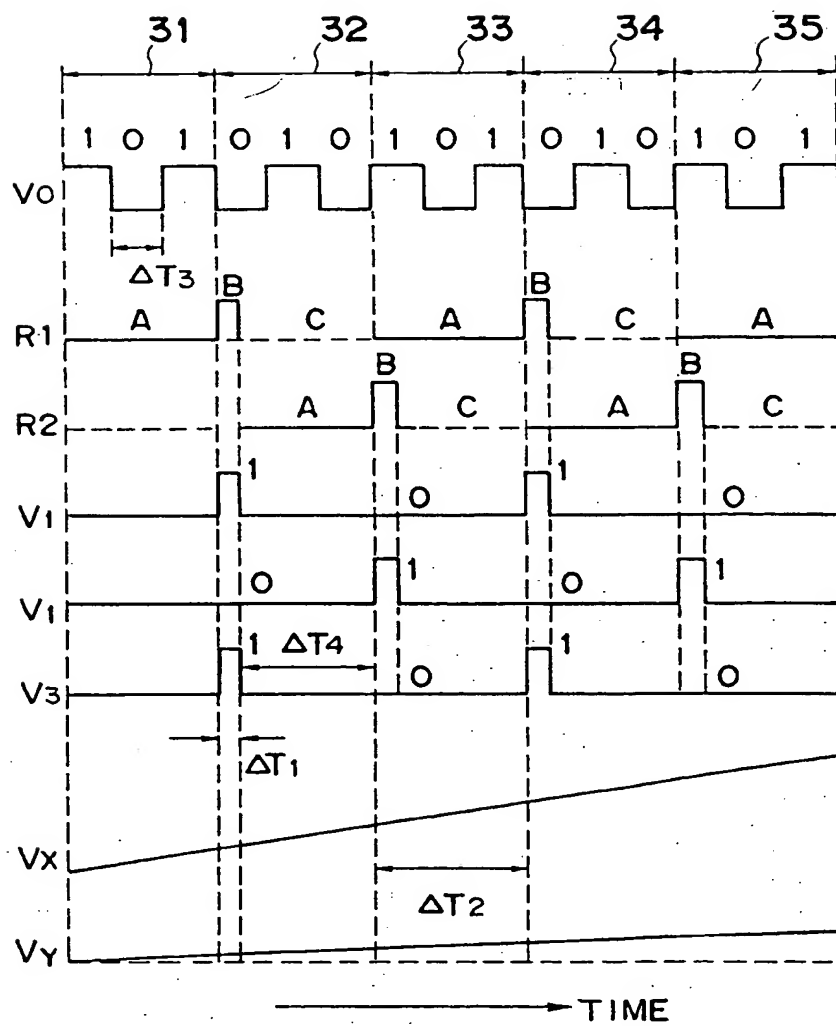 31 32 33 34 35
1 0 1 0 1 0 1 0 1 0 1 0 1 0 1
V0
ΔT3
B B
A C A C A
R1
B B
A C A C
R2
1 1
0 0
V1
1 1
0 0
V1
1 ΔT4 1
0 0
V3
ΔT1
VX
ΔT2
VY
TIME